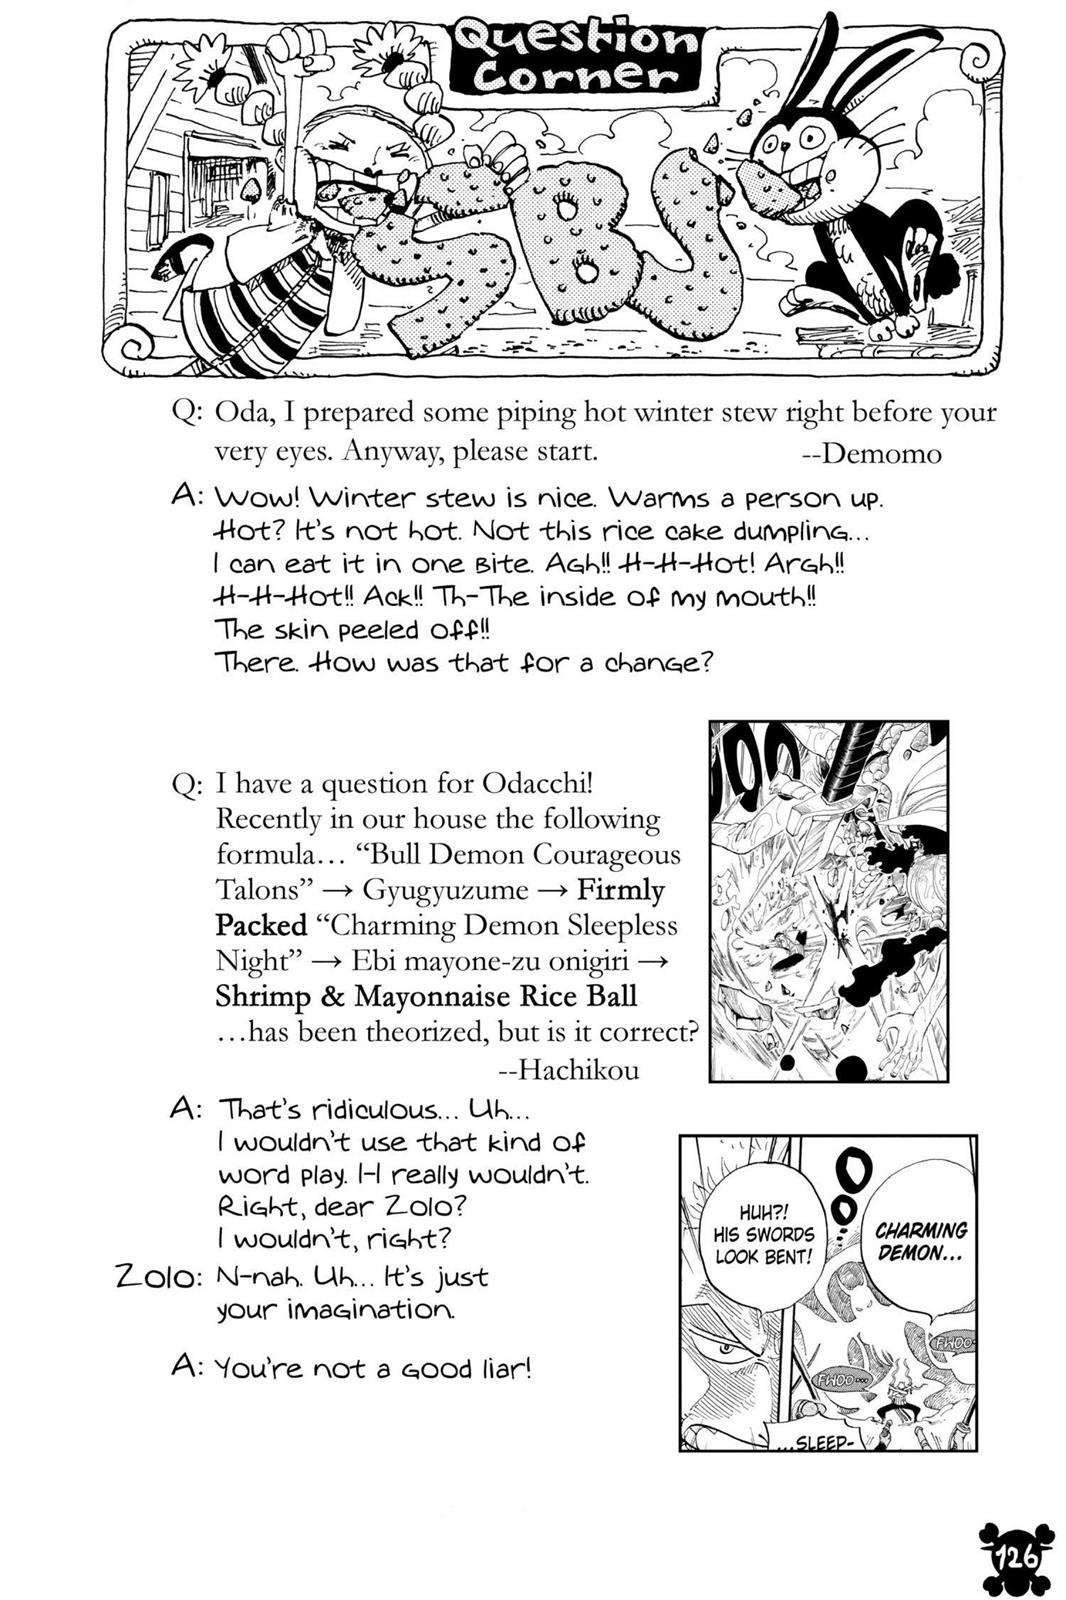 Question
Corner
SBS
Q: Oda, I prepared some piping hot winter stew right before your
very eyes. Anyway, please start.
--Demomo
A: Wow! Winter stew is nice. Warms a person up.
Hot? It's not hot. Not this rice cake dumpling...
I can eat it in one bite. Agh!! H-H-Hot! Argh!!
H-H-Hot!! Ack!! Th-The inside of my mouth!!
The skin peeled off!!
There. How was that for a change?
Q: I have a question for Odacchi!
Recently in our house the following
formula… “Bull Demon Courageous
Talons” → Gyugyuzume → Firmly
Packed “Charming Demon Sleepless
Night” → Ebi mayone-zu onigiri →
Shrimp & Mayonnaise Rice Ball
…has been theorized, but is it correct?
--Hachikou
A: That's ridiculous... Uh...
I wouldn't use that kind of
word play. I-I really wouldn't.
Right, dear Zolo?
I wouldn't, right?
Zolo: N-nah. Uh... It's just
your imagination.
A: You're not a good liar!
HUH?!
HIS SWORDS
LOOK BENT!
CHARMING
DEMON...
FWOO...
FWOO...
...SLEEP-
126